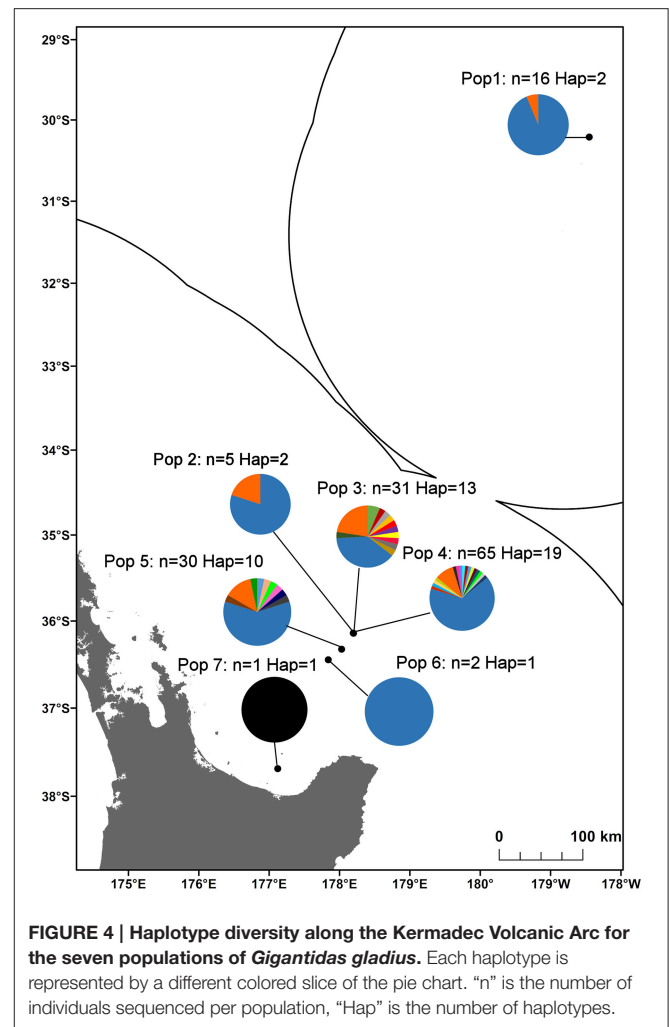 29°S
30°S
31°S
32°S
33°S
34°S
35°S
36°S
37°S
38°S
Pop1: n=16 Hap=2
Pop 2: n=5 Hap=2
Pop 3: n=31 Hap=13
Pop 4: n=65 Hap=19
Pop 5: n=30 Hap=10
Pop 7: n=1 Hap=1
Pop 6: n=2 Hap=1
0 100 km
175°E 176°E 177°E 178°E 179°E 180° 179°W 178°W
FIGURE 4 | Haplotype diversity along the Kermadec Volcanic Arc for
the seven populations of Gigantidas gladius. Each haplotype is
represented by a different colored slice of the pie chart. “n” is the number of
individuals sequenced per population, “Hap” is the number of haplotypes.